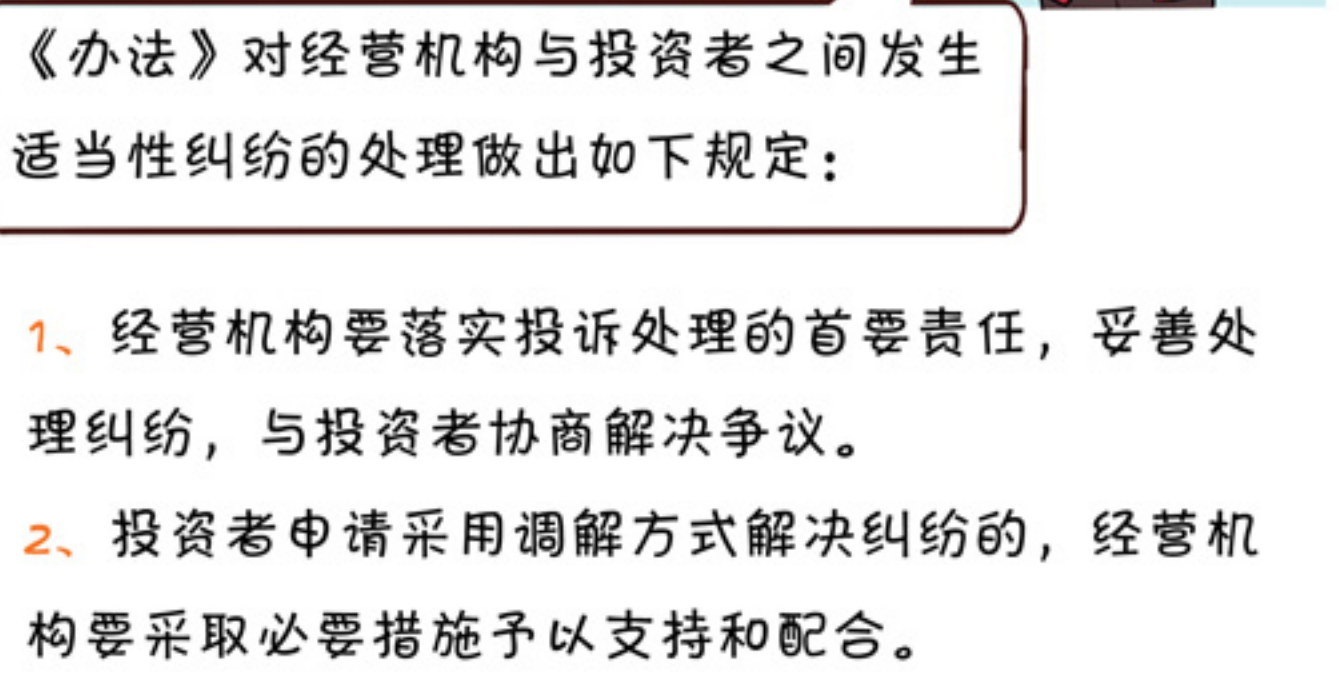 《办法》对经营机构与投资者之间发生
适当性纠纷的处理做出如下规定：
1、经营机构要落实投诉处理的首要责任，妥善处
理纠纷，与投资者协商解决争议。
2、投资者申请采用调解方式解决纠纷的，经营机
构要采取必要措施予以支持和配合。